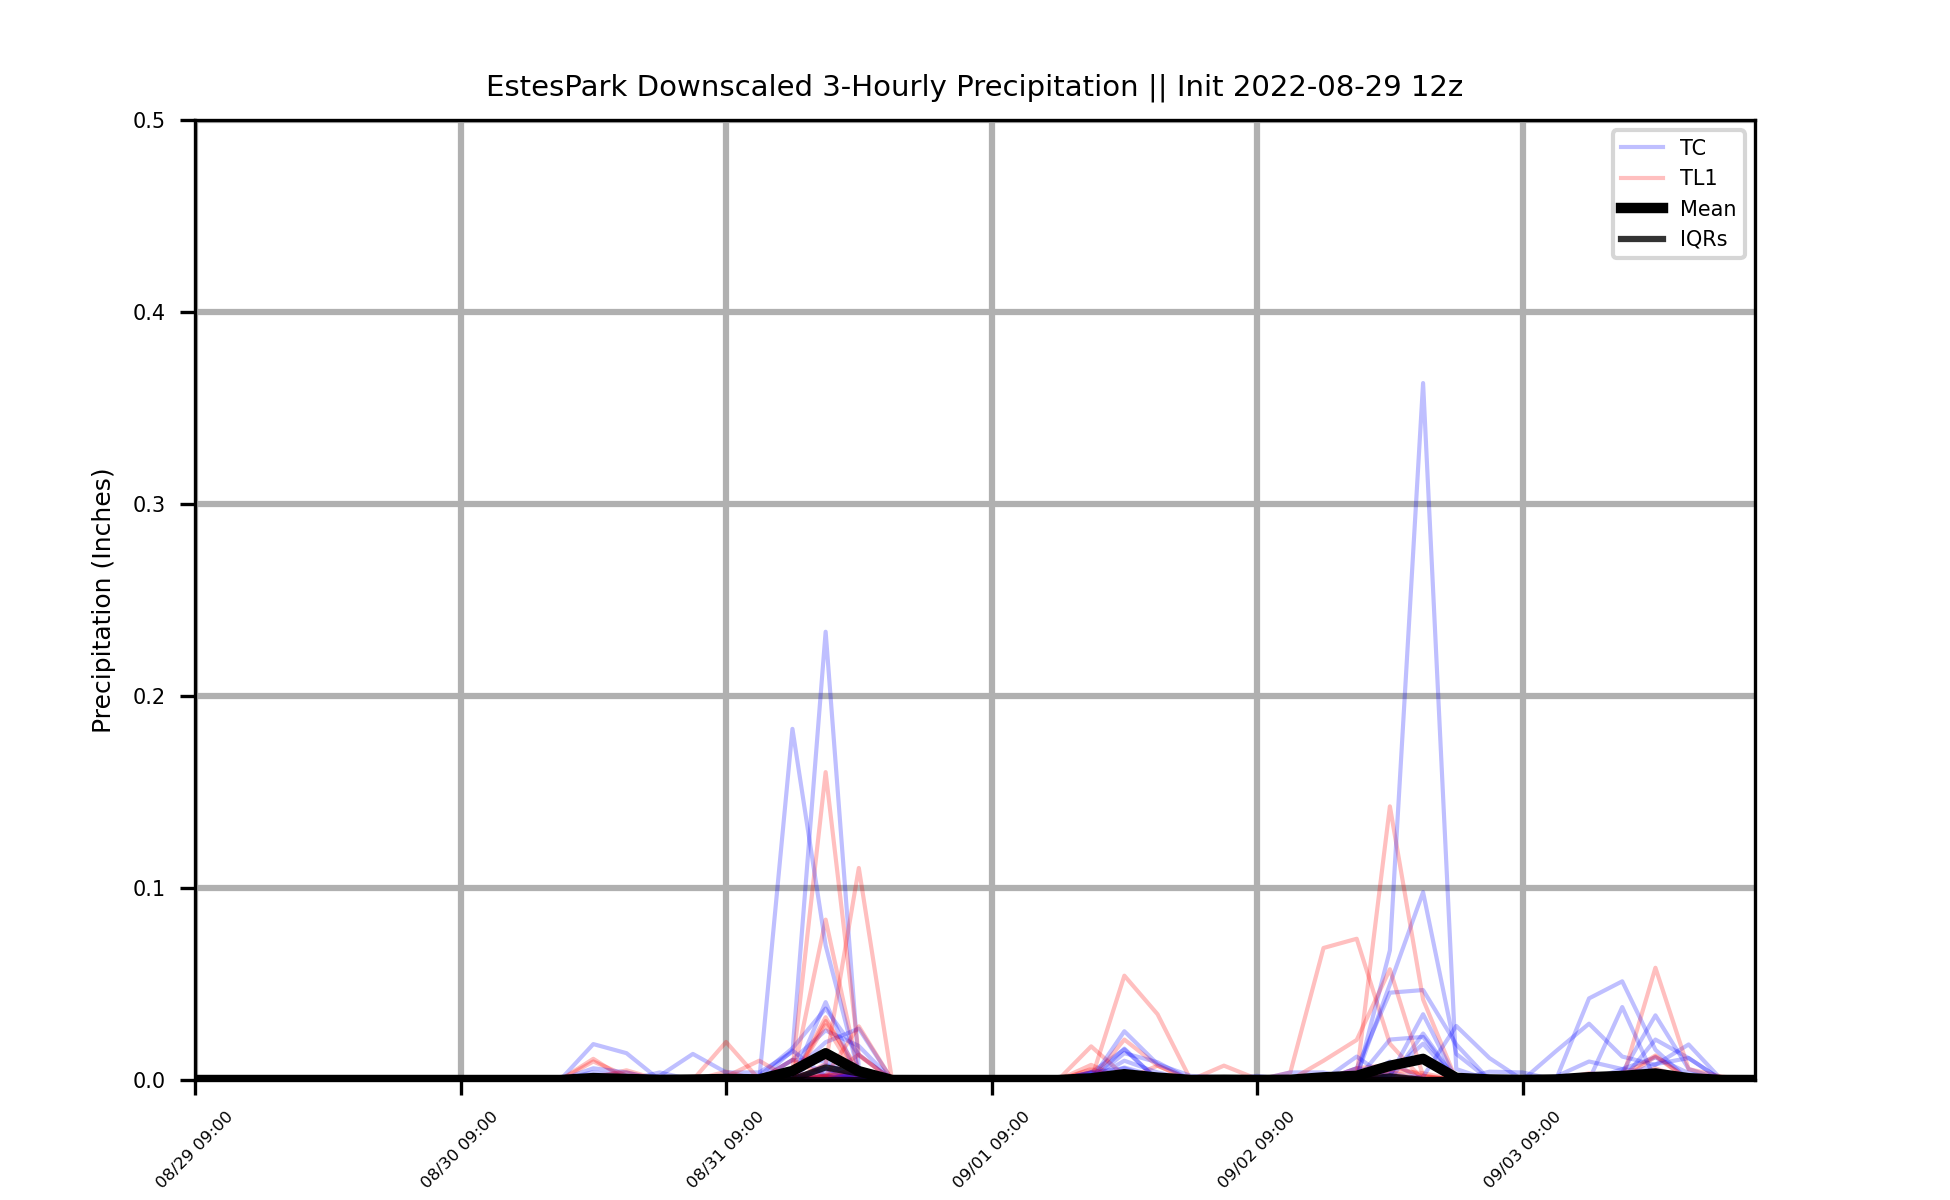 EstesPark Downscaled 3-Hourly Precipitation || Init 2022-08-29 12z
Precipitation (Inches)
0.5
0.4
0.3
0.2
0.1
0.0
TC
TL1
Mean
IQRs
08/29 09:00
08/30 09:00
08/31 09:00
09/01 09:00
09/02 09:00
09/03 09:00